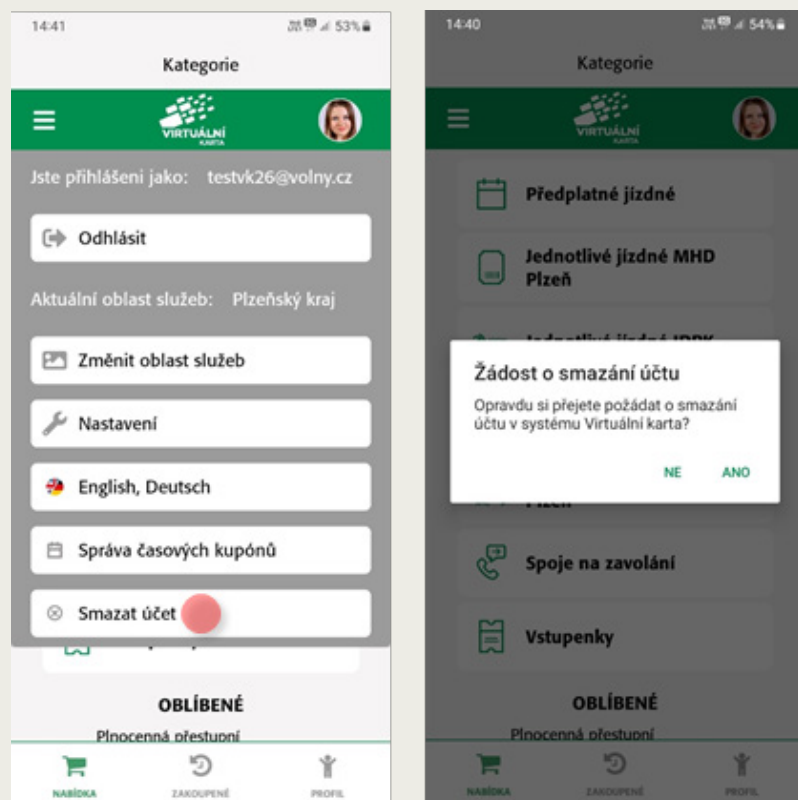 14:41
53%
Kategorie
VIRTUÁLNÍ
KARTA
Jste přihlášeni jako: testvk26@volny.cz
Odhlásit
Aktuální oblast služeb: Plzeňský kraj
Změnit oblast služeb
Nastavení
English, Deutsch
Správa časových kupónů
Smazat účet
OBLÍBENÉ
Plnocenná přestupní
NABÍDKA
ZAKOUPENÉ
PROFIL
14:40
54%
Kategorie
VIRTUÁLNÍ
KARTA
Předplatné jízdné
Jednotlivé jízdné MHD
Plzeň
Jednotlivé jízdné IDPK
Žádost o smazání účtu
Opravdu si přejete požádat o smazání
účtu v systému Virtuální karta?
NE ANO
Plzeň
Spoje na zavolání
Vstupenky
OBLÍBENÉ
Plnocenná přestupní
NABÍDKA
ZAKOUPENÉ
PROFIL